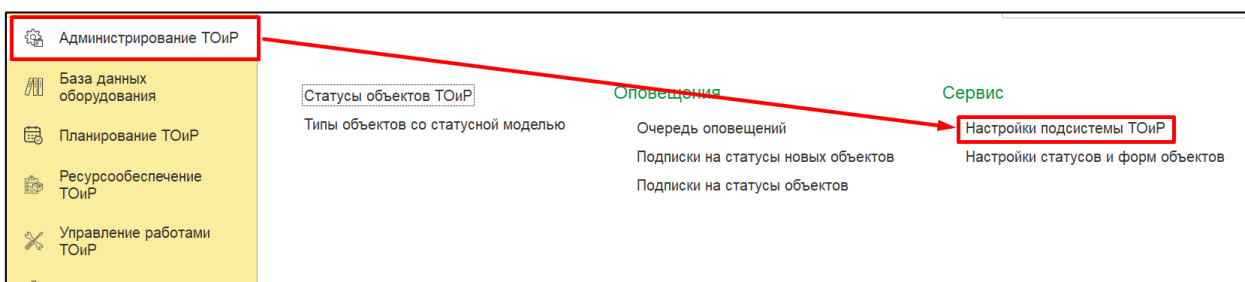 Администрирование ТОиР
База данных
оборудования
Планирование ТОиР
Ресурсообеспечение
ТОиР
Управление работами
ТОиР
Статусы объектов ТОиР
Типы объектов со статусной моделью
Оповещения
Очередь оповещений
Подписки на статусы новых объектов
Подписки на статусы объектов
Сервис
Настройки подсистемы ТОиР
Настройки статусов и форм объектов